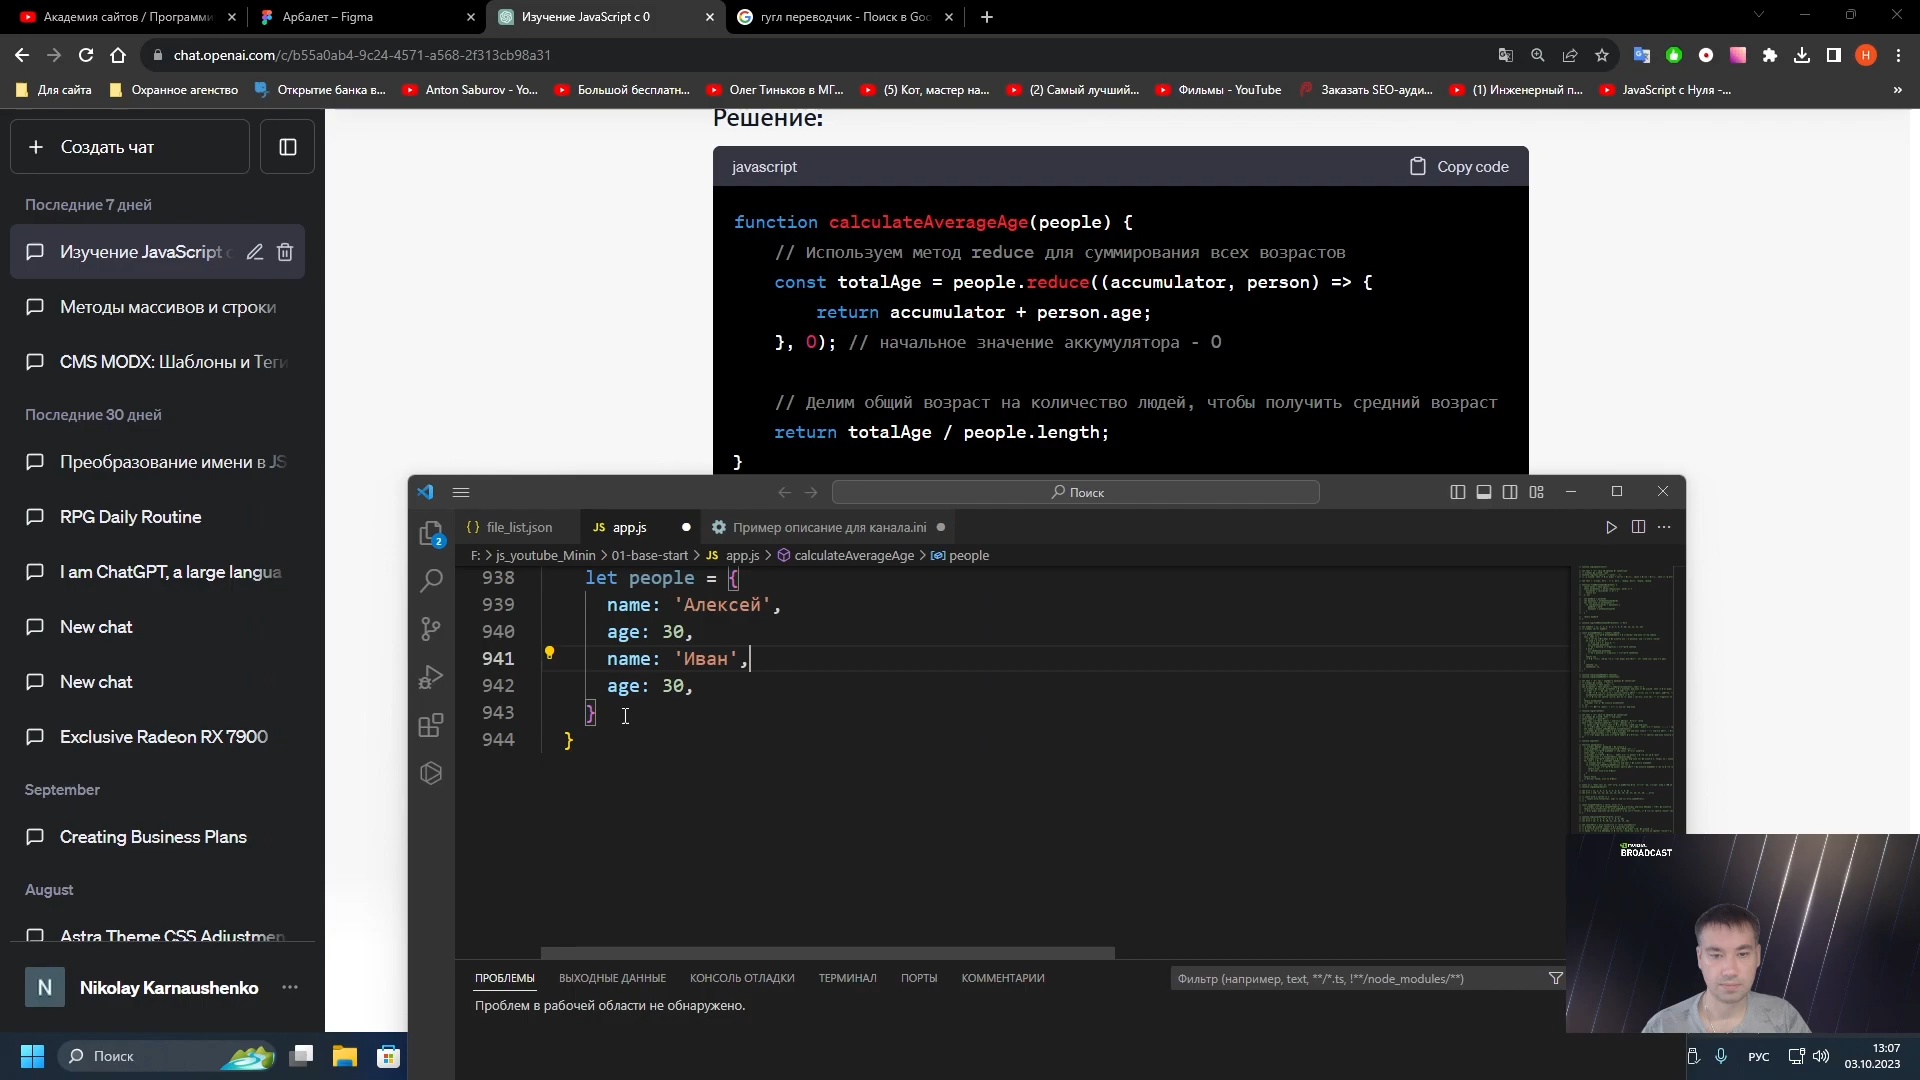 Академия сайтов / Программи
Арбалет – Figma
Изучение JavaScript с 0
гугл переводчик - Поиск в Goo
chat.openai.com/c/b55a0ab4-9c24-4571-a568-2f313cb98a31
H
Для сайта
Охранное агенство
Открытие банка в...
Anton Saburov - Yo...
Большой бесплатн...
Олег Тиньков в МГ...
(5) Кот, мастер на...
(2) Самый лучший...
Фильмы - YouTube
Заказать SEO-ауди...
(1) Инженерный п...
JavaScript с Нуля -...
»
Создать чат
Последние 7 дней
Изучение JavaScript с
Методы массивов и строки
CMS MODX: Шаблоны и Теги
Последние 30 дней
Преобразование имени в JS
RPG Daily Routine
I am ChatGPT, a large langua
New chat
New chat
Exclusive Radeon RX 7900
September
Creating Business Plans
August
Astra Theme CSS Adjustmen
N
Nikolay Karnaushenko
Решение:
javascript
Copy code
function calculateAverageAge(people) {
// Используем метод reduce для суммирования всех возрастов
const totalAge = people.reduce((accumulator, person) => {
return accumulator + person.age;
}, 0); // начальное значение аккумулятора - 0
// Делим общий возраст на количество людей, чтобы получить средний возраст
return totalAge / people.length;
}
Поиск
{ } file_list.json
JS app.js
Пример описание для канала.ini
2
F: > js_youtube_Minin > 01-base-start > JS app.js > calculateAverageAge > people
938 let people = {
939 name: 'Алексей',
940 age: 30,
941 name: 'Иван',
942 age: 30,
943 }
944 }
ПРОБЛЕМЫ
ВЫХОДНЫЕ ДАННЫЕ
КОНСОЛЬ ОТЛАДКИ
ТЕРМИНАЛ
ПОРТЫ
КОММЕНТАРИИ
Фильтр (например, text, **/*.ts, !**/node_modules/**)
Проблем в рабочей области не обнаружено.
NVIDIA
BROADCAST
Поиск
РУС
13:07
03.10.2023